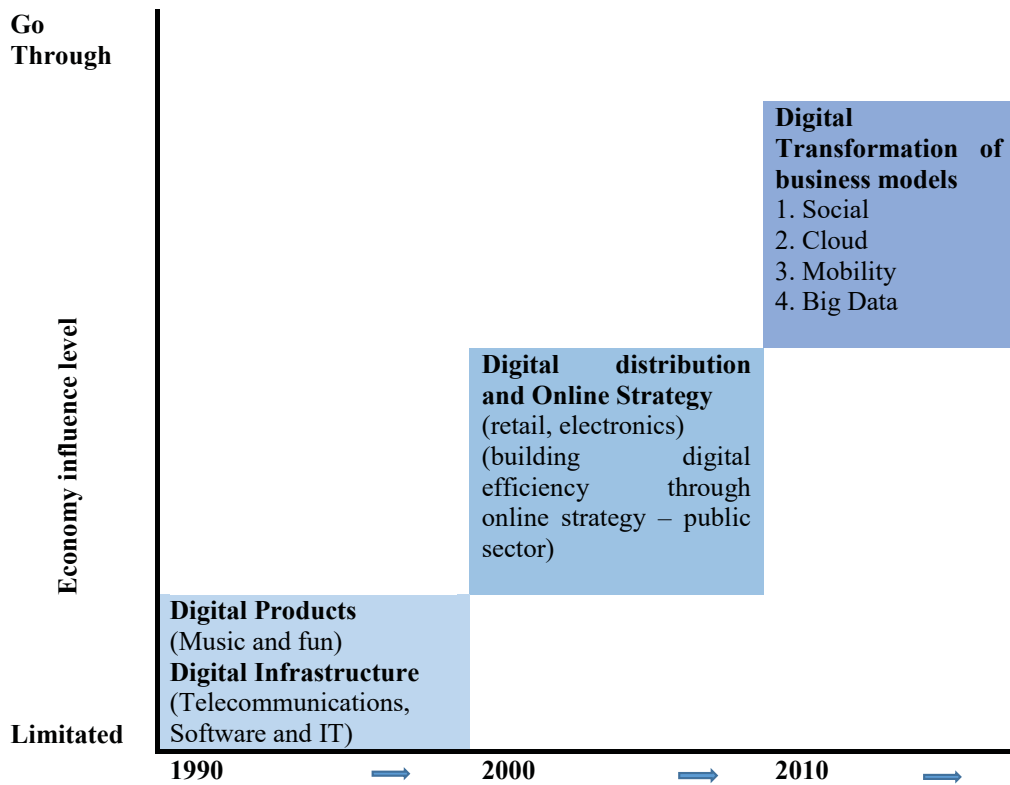 Go
Through
Digital
Transformation of
business models
1. Social
2. Cloud
3. Mobility
4. Big Data
Economy influence level
Digital distribution
and Online Strategy
(retail, electronics)
(building digital
efficiency through
online strategy – public
sector)
Digital Products
(Music and fun)
Digital Infrastructure
(Telecommunications,
Software and IT)
Limitated
1990 2000 2010